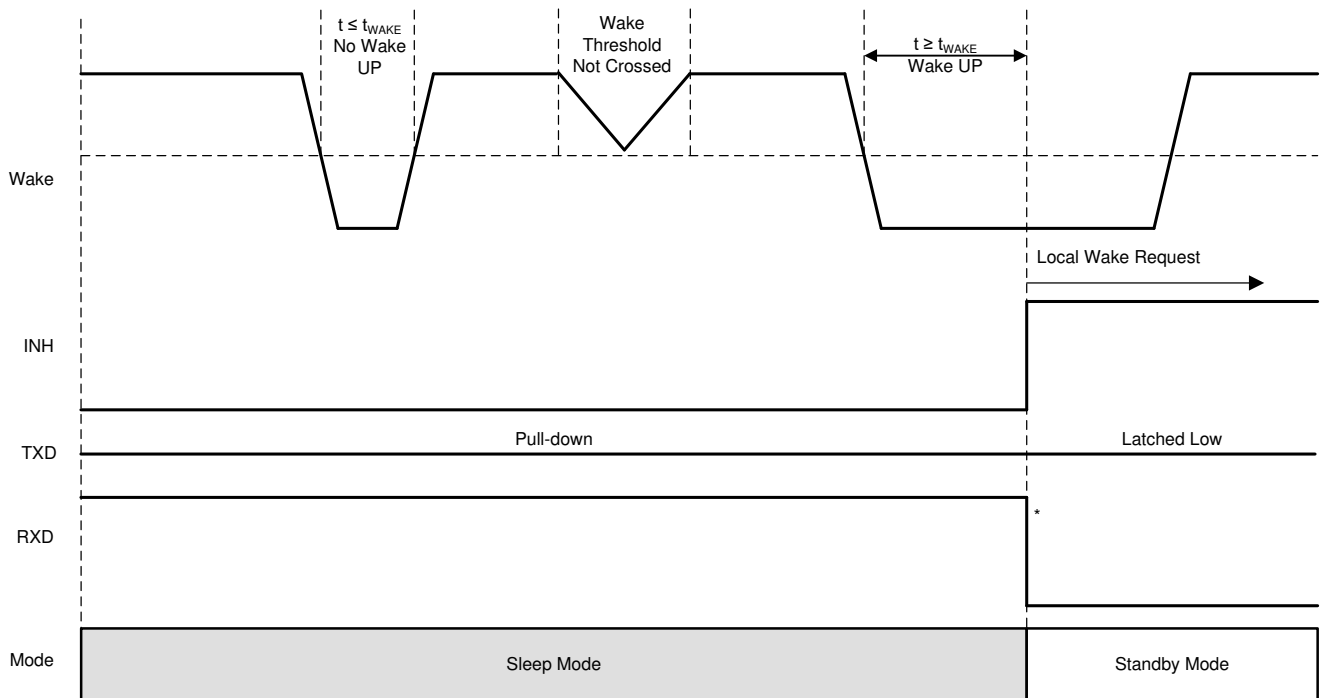 t ≤ tWAKE
No Wake
UP
Wake
Threshold
Not Crossed
t ≥ tWAKE
Wake UP
Wake
Local Wake Request
INH
TXD
Pull-down
Latched Low
RXD
*
Mode
Sleep Mode
Standby Mode